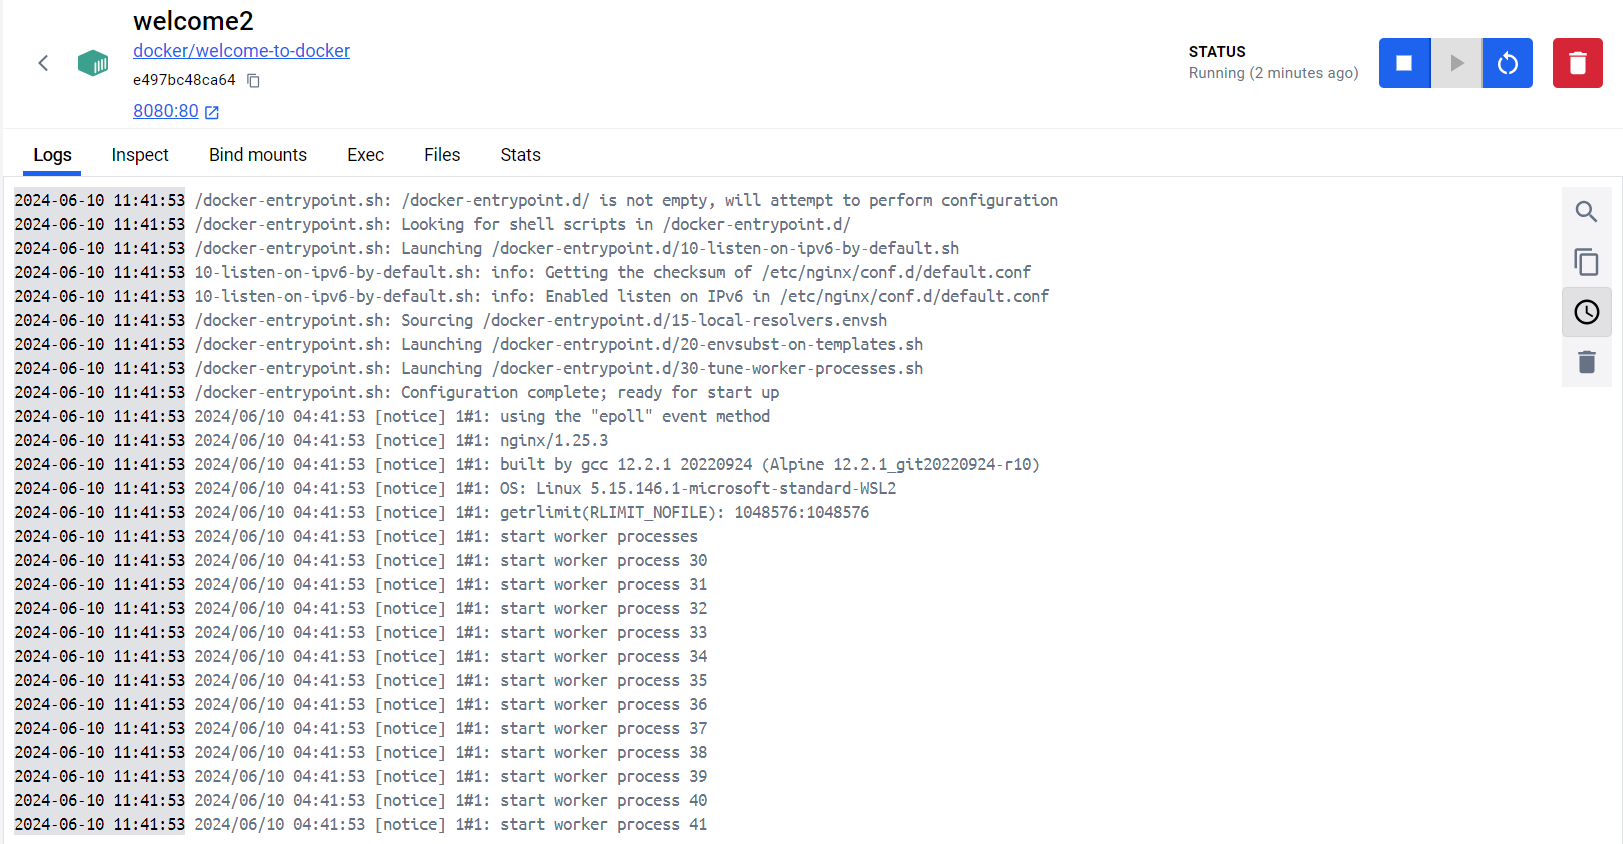 welcome2
docker/welcome-to-docker
e497bc48ca64
8080:80
STATUS
Running (2 minutes ago)
Logs Inspect Bind mounts Exec Files Stats
2024-06-10 11:41:53 /docker-entrypoint.sh: /docker-entrypoint.d/ is not empty, will attempt to perform configuration
2024-06-10 11:41:53 /docker-entrypoint.sh: Looking for shell scripts in /docker-entrypoint.d/
2024-06-10 11:41:53 /docker-entrypoint.sh: Launching /docker-entrypoint.d/10-listen-on-ipv6-by-default.sh
2024-06-10 11:41:53 10-listen-on-ipv6-by-default.sh: info: Getting the checksum of /etc/nginx/conf.d/default.conf
2024-06-10 11:41:53 10-listen-on-ipv6-by-default.sh: info: Enabled listen on IPv6 in /etc/nginx/conf.d/default.conf
2024-06-10 11:41:53 /docker-entrypoint.sh: Sourcing /docker-entrypoint.d/15-local-resolvers.envsh
2024-06-10 11:41:53 /docker-entrypoint.sh: Launching /docker-entrypoint.d/20-envsubst-on-templates.sh
2024-06-10 11:41:53 /docker-entrypoint.sh: Launching /docker-entrypoint.d/30-tune-worker-processes.sh
2024-06-10 11:41:53 /docker-entrypoint.sh: Configuration complete; ready for start up
2024-06-10 11:41:53 2024/06/10 04:41:53 [notice] 1#1: using the "epoll" event method
2024-06-10 11:41:53 2024/06/10 04:41:53 [notice] 1#1: nginx/1.25.3
2024-06-10 11:41:53 2024/06/10 04:41:53 [notice] 1#1: built by gcc 12.2.1 20220924 (Alpine 12.2.1_git20220924-r10)
2024-06-10 11:41:53 2024/06/10 04:41:53 [notice] 1#1: OS: Linux 5.15.146.1-microsoft-standard-WSL2
2024-06-10 11:41:53 2024/06/10 04:41:53 [notice] 1#1: getrlimit(RLIMIT_NOFILE): 1048576:1048576
2024-06-10 11:41:53 2024/06/10 04:41:53 [notice] 1#1: start worker processes
2024-06-10 11:41:53 2024/06/10 04:41:53 [notice] 1#1: start worker process 30
2024-06-10 11:41:53 2024/06/10 04:41:53 [notice] 1#1: start worker process 31
2024-06-10 11:41:53 2024/06/10 04:41:53 [notice] 1#1: start worker process 32
2024-06-10 11:41:53 2024/06/10 04:41:53 [notice] 1#1: start worker process 33
2024-06-10 11:41:53 2024/06/10 04:41:53 [notice] 1#1: start worker process 34
2024-06-10 11:41:53 2024/06/10 04:41:53 [notice] 1#1: start worker process 35
2024-06-10 11:41:53 2024/06/10 04:41:53 [notice] 1#1: start worker process 36
2024-06-10 11:41:53 2024/06/10 04:41:53 [notice] 1#1: start worker process 37
2024-06-10 11:41:53 2024/06/10 04:41:53 [notice] 1#1: start worker process 38
2024-06-10 11:41:53 2024/06/10 04:41:53 [notice] 1#1: start worker process 39
2024-06-10 11:41:53 2024/06/10 04:41:53 [notice] 1#1: start worker process 40
2024-06-10 11:41:53 2024/06/10 04:41:53 [notice] 1#1: start worker process 41